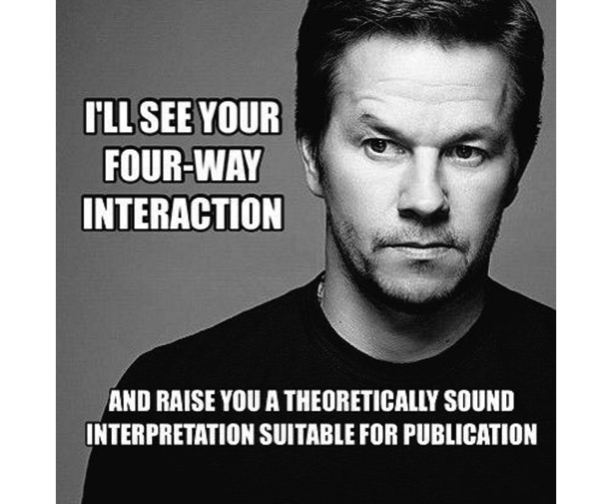 I'LL SEE YOUR
FOUR-WAY
INTERACTION
AND RAISE YOU A THEORETICALLY SOUND
INTERPRETATION SUITABLE FOR PUBLICATION